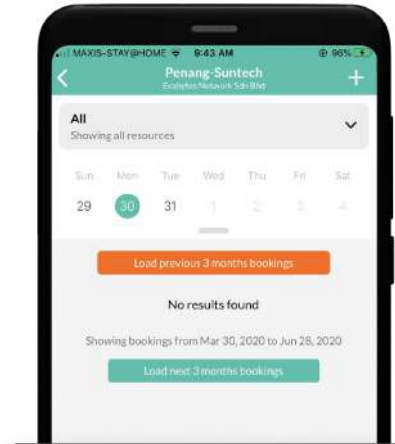 MAXIS-STAY@HOME 9:43 AM 96%
Penang-Suntech
Network Sdn Bhd
All
Showing all resources
Sun Mon Tue Wed Thu Fri Sat
29 30 31 1 2 3 4
Load previous 3 months bookings
No results found
Showing bookings from Mar 30, 2020 to Jun 28, 2020
Load next 3 months bookings